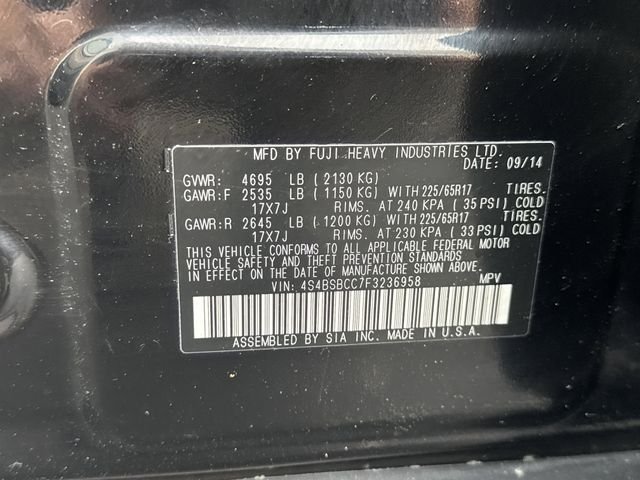 MFD BY FUJI HEAVY INDUSTRIES LTD.
DATE: 09/14
GVWR: 4695 LB ( 2130 KG)
GAWR:F 2535 LB ( 1150 KG) WITH 225/65R17 TIRES.
17X7J RIMS. AT 240 KPA ( 35 PSI) COLD
GAWR:R 2645 LB ( 1200 KG) WITH 225/65R17 TIRES.
17X7J RIMS. AT 230 KPA ( 33 PSI) COLD
THIS VEHICLE CONFORMS TO ALL APPLICABLE FEDERAL MOTOR
VEHICLE SAFETY AND THEFT PREVENTION STANDARDS
IN EFFECT ON THE DATE OF MANUFACTURE SHOWN ABOVE.
VIN: 4S4BSBCC7F3236958 MPV
ASSEMBLED BY SIA INC. MADE IN U.S.A.